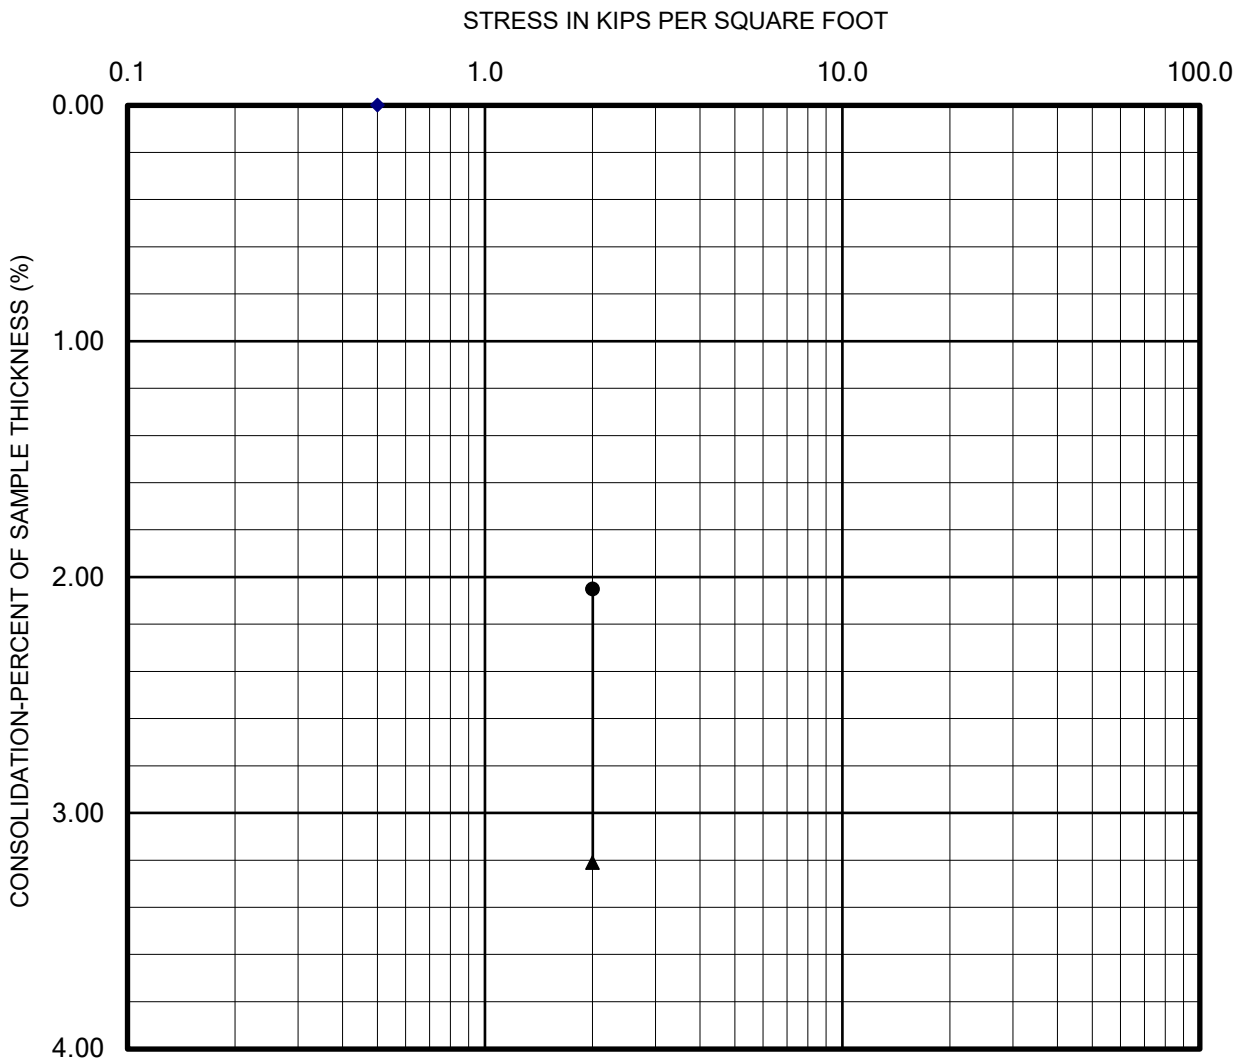 STRESS IN KIPS PER SQUARE FOOT
0.1 1.0 10.0 100.0
0.00
1.00
2.00
3.00
4.00
CONSOLIDATION-PERCENT OF SAMPLE THICKNESS (%)